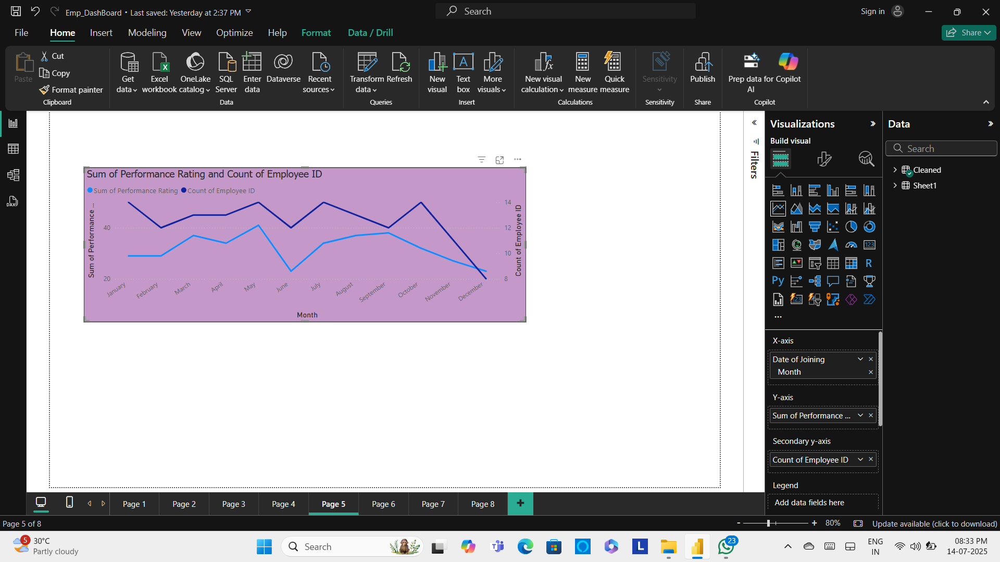 Emp_DashBoard • Last saved: Yesterday at 2:37 PM
Search
Sign in
File
Home
Insert
Modeling
View
Optimize
Help
Format
Data / Drill
Share
Paste
Cut
Copy
Format painter
Clipboard
Get data
Excel workbook
OneLake catalog
SQL Server
Enter data
Dataverse
Recent sources
Data
Transform data
Refresh
Queries
New visual
Text box
More visuals
Insert
New visual calculation
New measure
Quick measure
Calculations
Sensitivity
Sensitivity
Publish
Share
Prep data for AI
Copilot
Copilot
Sum of Performance Rating and Count of Employee ID
Sum of Performance Rating
Count of Employee ID
Sum of Performance ...
40
20
14
12
10
8
Count of Employee ID
January
February
March
April
May
June
July
August
September
October
November
December
Month
Filters
Visualizations
Build visual
123
R
Py
123
X-axis
Date of Joining
Month
Y-axis
Sum of Performance ...
Secondary y-axis
Count of Employee ID
Legend
Add data fields here
Data
Search
Cleaned
Sheet1
DAX
Page 1
Page 2
Page 3
Page 4
Page 5
Page 6
Page 7
Page 8
+
Page 5 of 8
- + 80%
Update available (click to download)
5
30°C
Partly cloudy
Search
L
23
ENG
IN
08:33 PM
14-07-2025